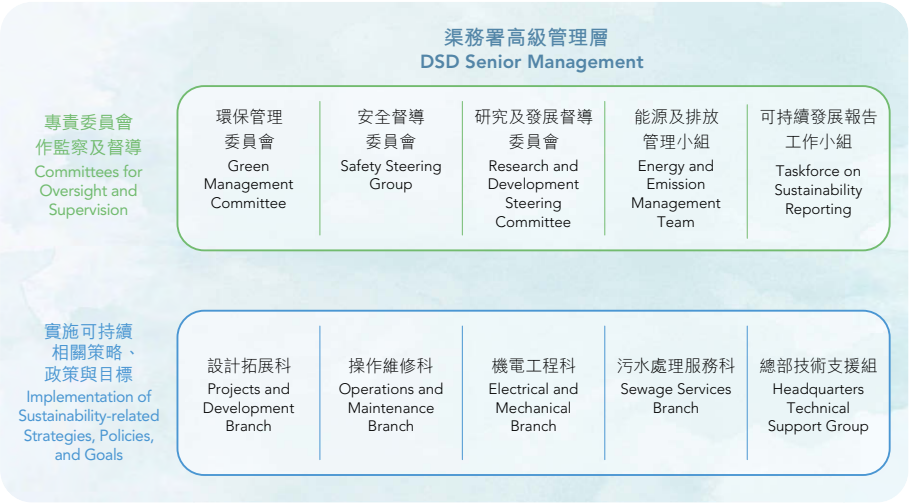 渠務署高級管理層
DSD Senior Management
專責委員會
作監察及督導
Committees for
Oversight and
Supervision
環保管理
委員會
Green
Management
Committee
安全督導
委員會
Safety Steering
Group
研究及發展督導
委員會
Research and
Development
Steering
Committee
能源及排放
管理小組
Energy and
Emission
Management
Team
可持續發展報告
工作小組
Taskforce on
Sustainability
Reporting
實施可持續
相關策略、
政策與目標
Implementation of
Sustainability-related
Strategies, Policies,
and Goals
設計拓展科
Projects and
Development
Branch
操作維修科
Operations and
Maintenance
Branch
機電工程科
Electrical and
Mechanical
Branch
污水處理服務科
Sewage Services
Branch
總部技術支援組
Headquarters
Technical
Support Group